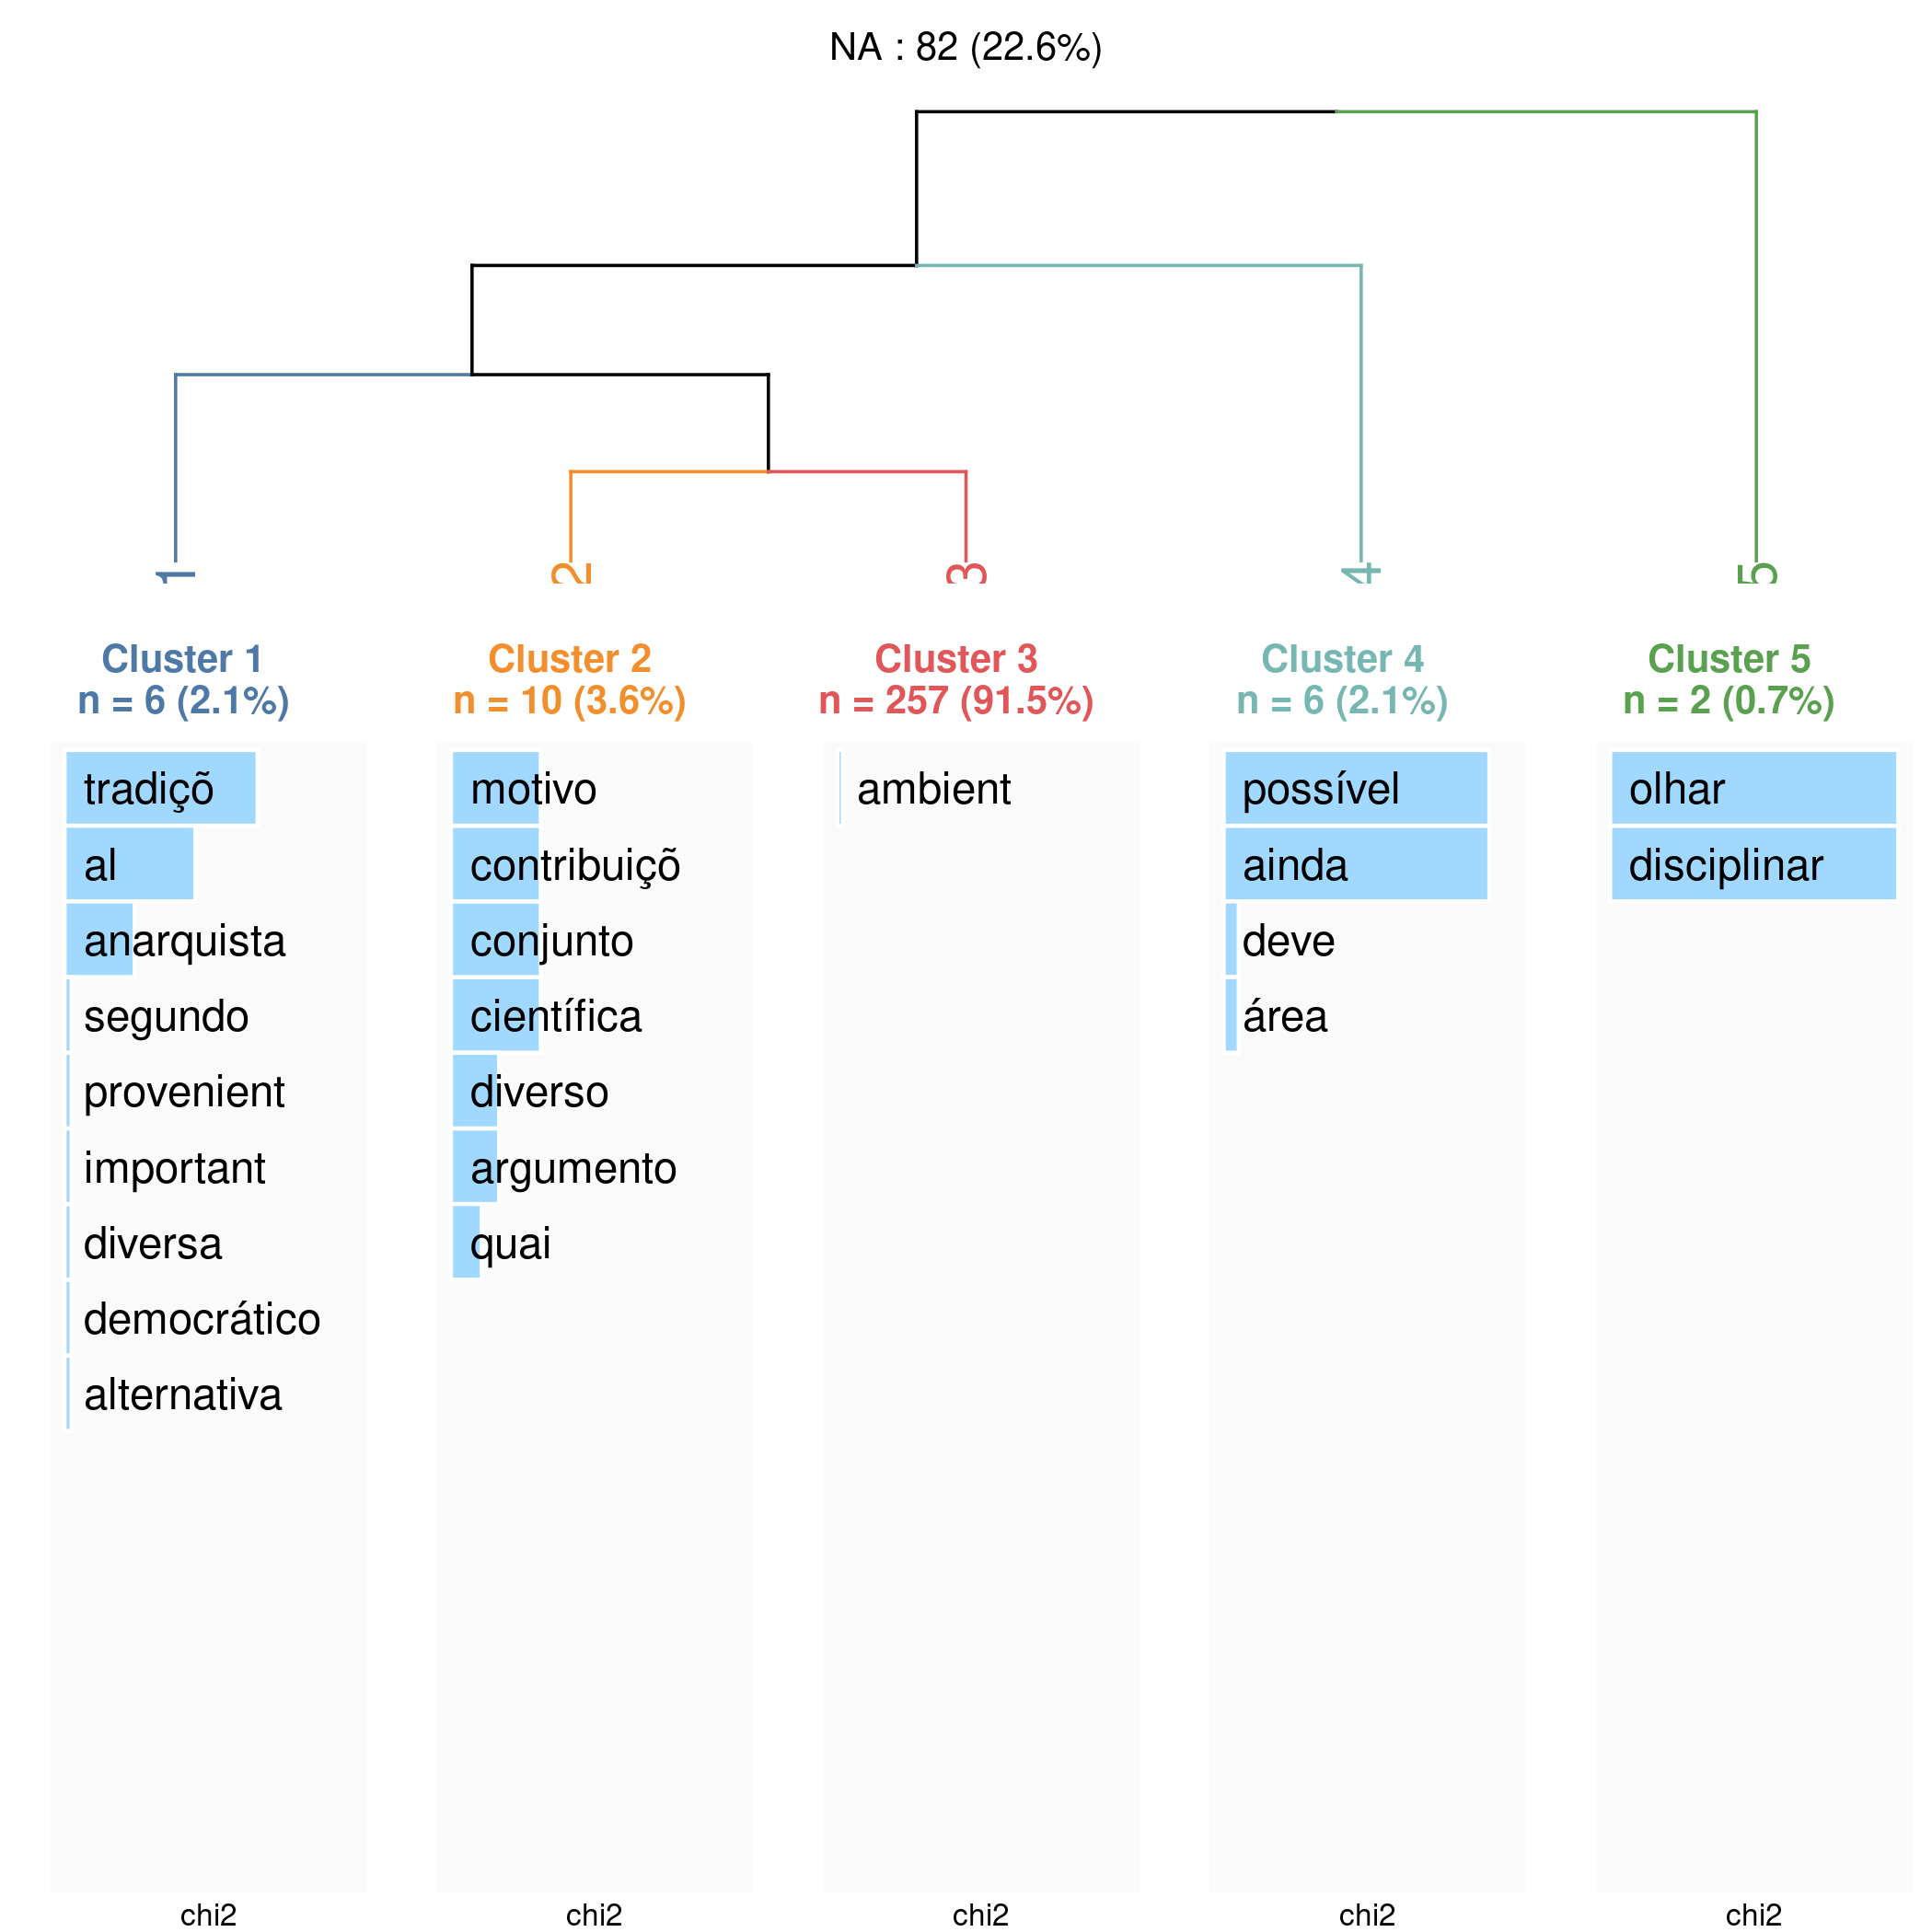 NA : 82 (22.6%)
1
2
3
4
5
Cluster 1
n = 6 (2.1%)
Cluster 2
n = 10 (3.6%)
Cluster 3
n = 257 (91.5%)
Cluster 4
n = 6 (2.1%)
Cluster 5
n = 2 (0.7%)
tradiçõ
al
anarquista
segundo
provenient
important
diversa
democrático
alternativa
chi2
motivo
contribuiçõ
conjunto
científica
diverso
argumento
quai
chi2
ambient
chi2
possível
ainda
deve
área
chi2
olhar
disciplinar
chi2